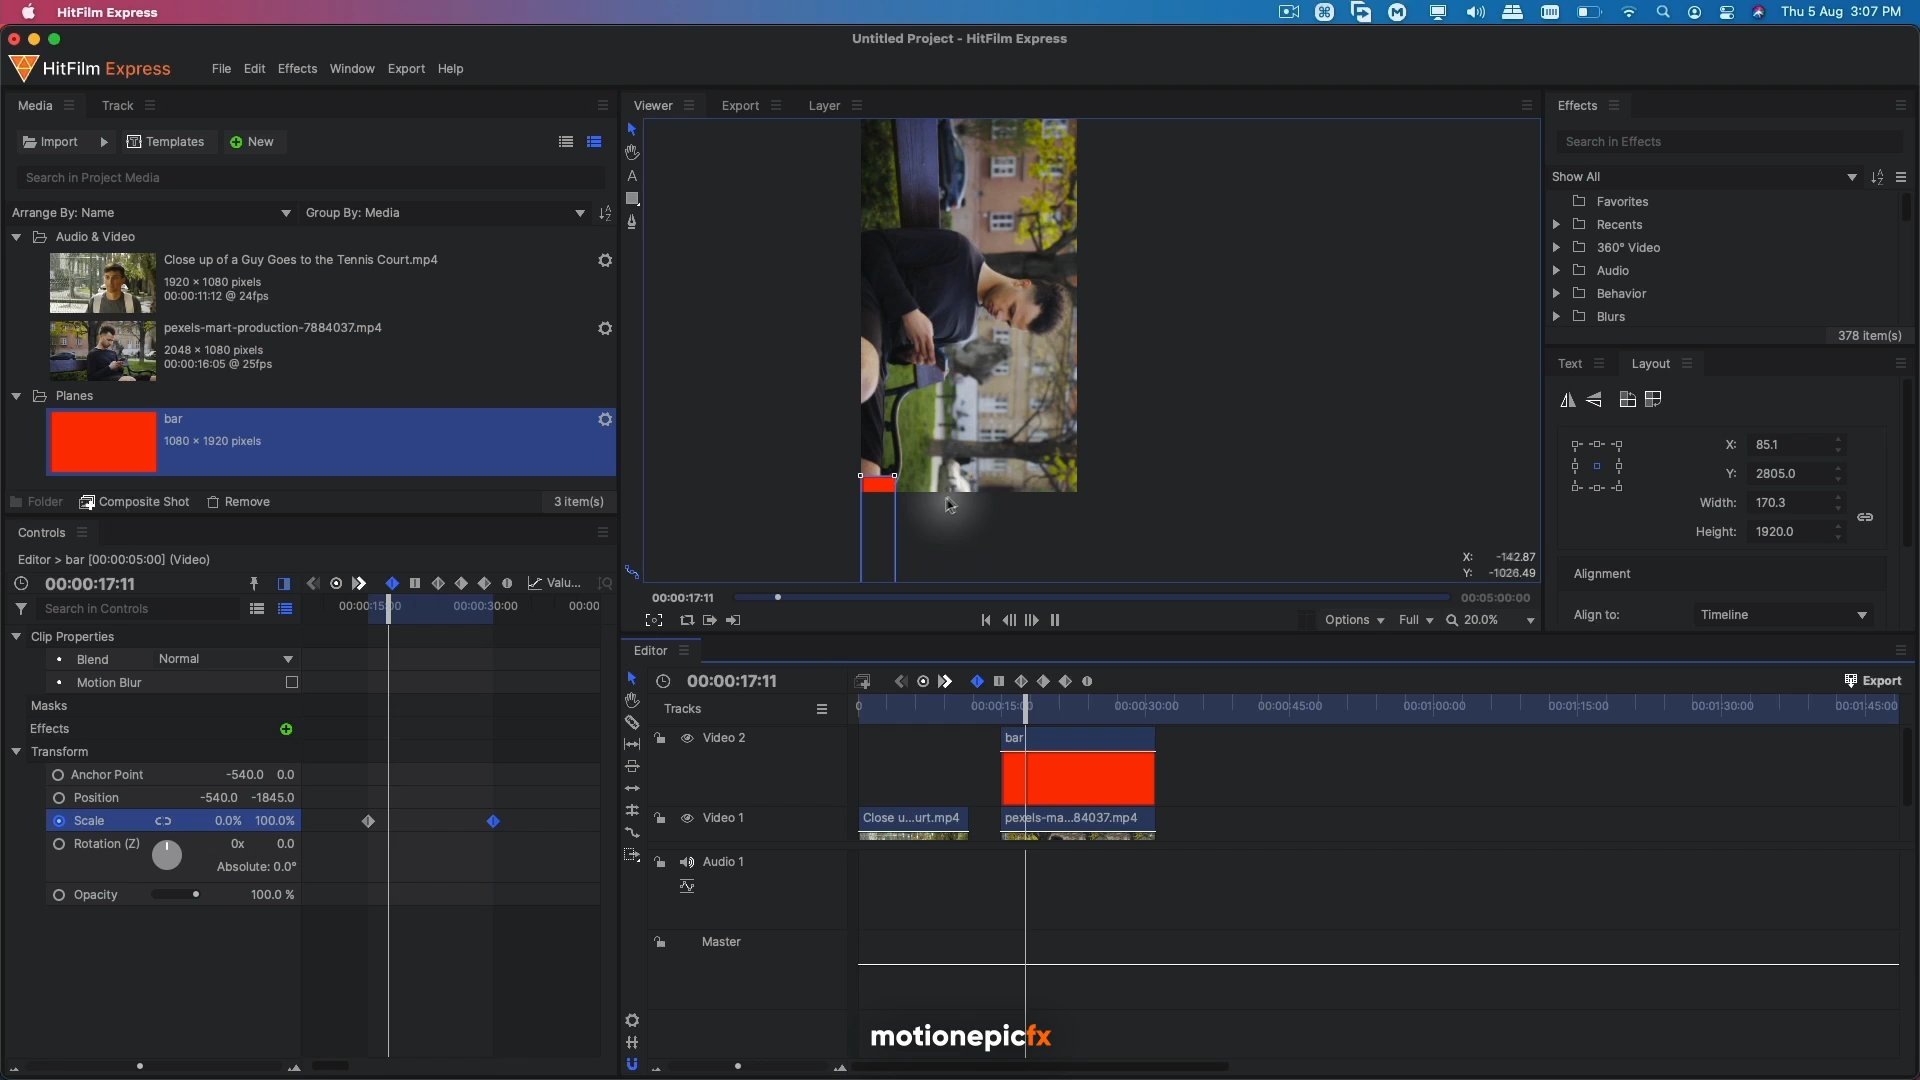 HitFilm Express
Thu 5 Aug 3:07 PM
Untitled Project - HitFilm Express
HitFilm Express
File Edit Effects Window Export Help
Media
Track
Import
Templates
New
Search in Project Media
Arrange By: Name
Group By: Media
Audio & Video
Close up of a Guy Goes to the Tennis Court.mp4
1920 × 1080 pixels
00:00:11:12 @ 24fps
pexels-mart-production-7884037.mp4
2048 × 1080 pixels
00:00:16:05 @ 25fps
Planes
bar
1080 × 1920 pixels
Folder
Composite Shot
Remove
3 item(s)
Controls
Editor > bar [00:00:05:00] (Video)
00:00:17:11
Valu...
Search in Controls
00:00:30:00
00:00
Clip Properties
Blend
Normal
Motion Blur
Masks
Effects
Transform
Anchor Point
-540.0 0.0
Position
-540.0 -1845.0
Scale
0.0% 100.0%
Rotation (Z)
0x 0.0
Absolute: 0.0°
Opacity
100.0 %
Viewer
Export
Layer
A
X: -142.87
Y: -1026.49
00:00:17:11
00:05:00:00
Options
Full
20.0%
Effects
Search in Effects
Show All
Favorites
Recents
360° Video
Audio
Behavior
Blurs
378 item(s)
Text
Layout
X: 85.1
Y: 2805.0
Width: 170.3
Height: 1920.0
Alignment
Align to:
Timeline
Editor
00:00:17:11
Export
Tracks
0
00:00:30:00
00:00:45:00
00:01:00:00
00:01:15:00
00:01:30:00
00:01:45:00
Video 2
bar
Video 1
Close u...urt.mp4
pexels-ma...84037.mp4
Audio 1
Master
motionepicfx